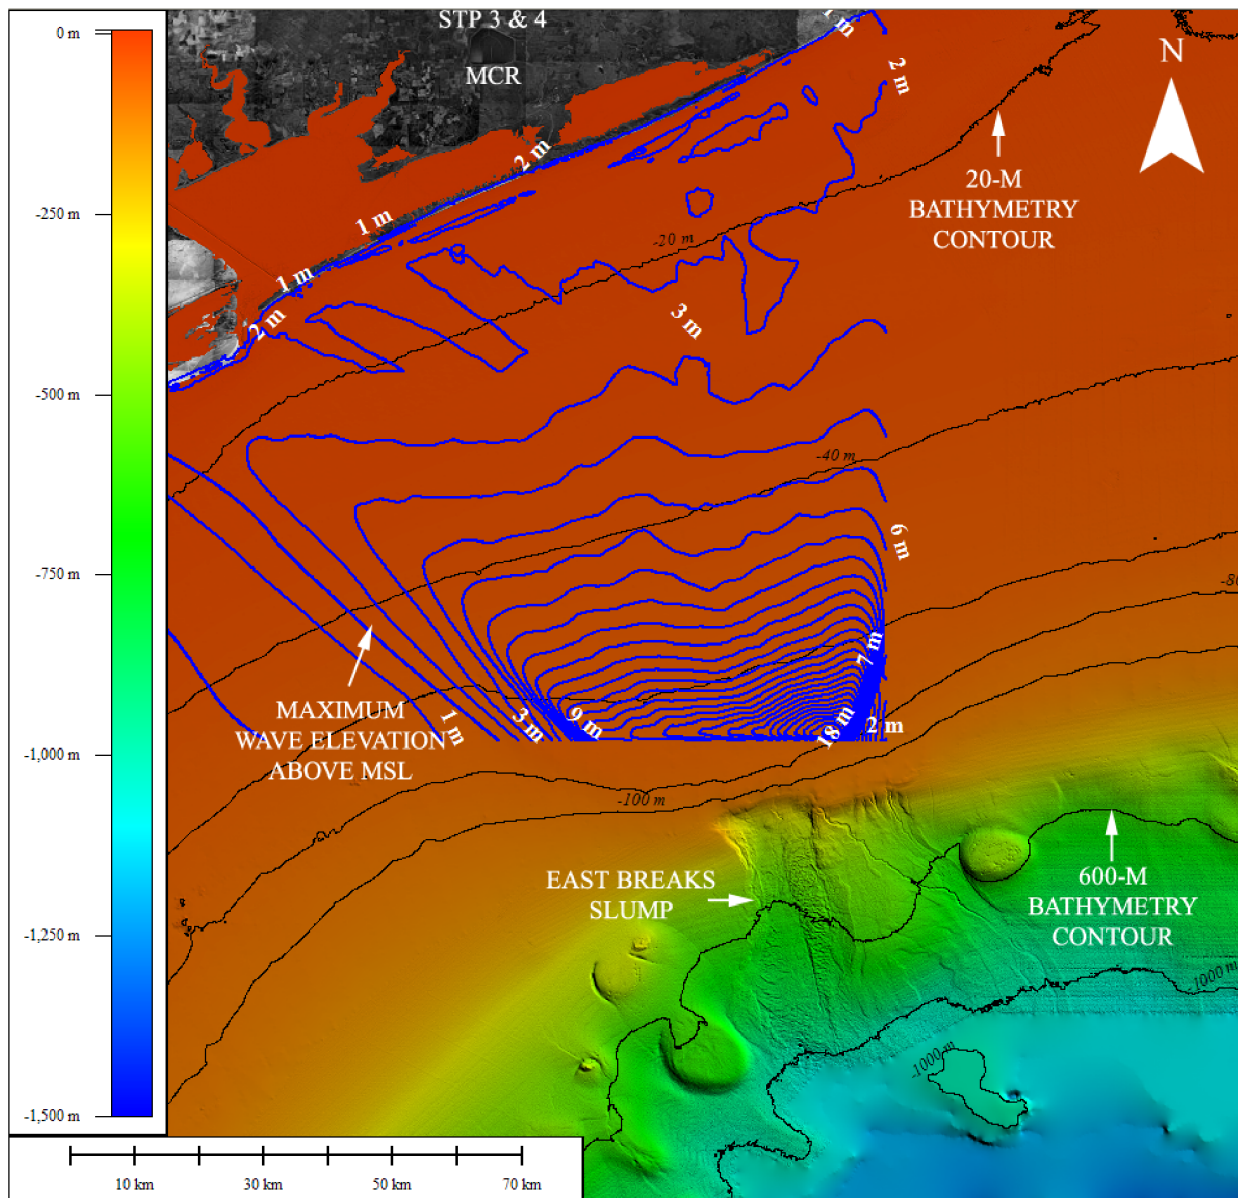 STP 3 & 4
MCR
0 m
-250 m
-500 m
-750 m
-1,000 m
-1,250 m
-1,500 m
1 m
2 m
N
20-M
BATHYMETRY
CONTOUR
2 m
1 m
-20 m
1 m
2 m
3 m
-40 m
6 m
-80
7 m
MAXIMUM
WAVE ELEVATION
ABOVE MSL
1 m
3 m
9 m
18 m
2 m
-100 m
EAST BREAKS
SLUMP
600-M
BATHYMETRY
CONTOUR
-1000 m
-1000 m
10 km
30 km
50 km
70 km